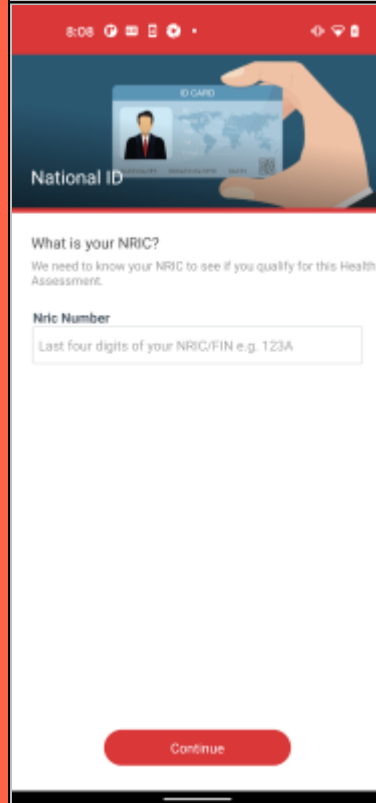 8:08
ID CARD
National ID
What is your NRIC?
We need to know your NRIC to see if you qualify for this Health
Assessment.
Nric Number
Last four digits of your NRIC/FIN e.g. 123A
Continue